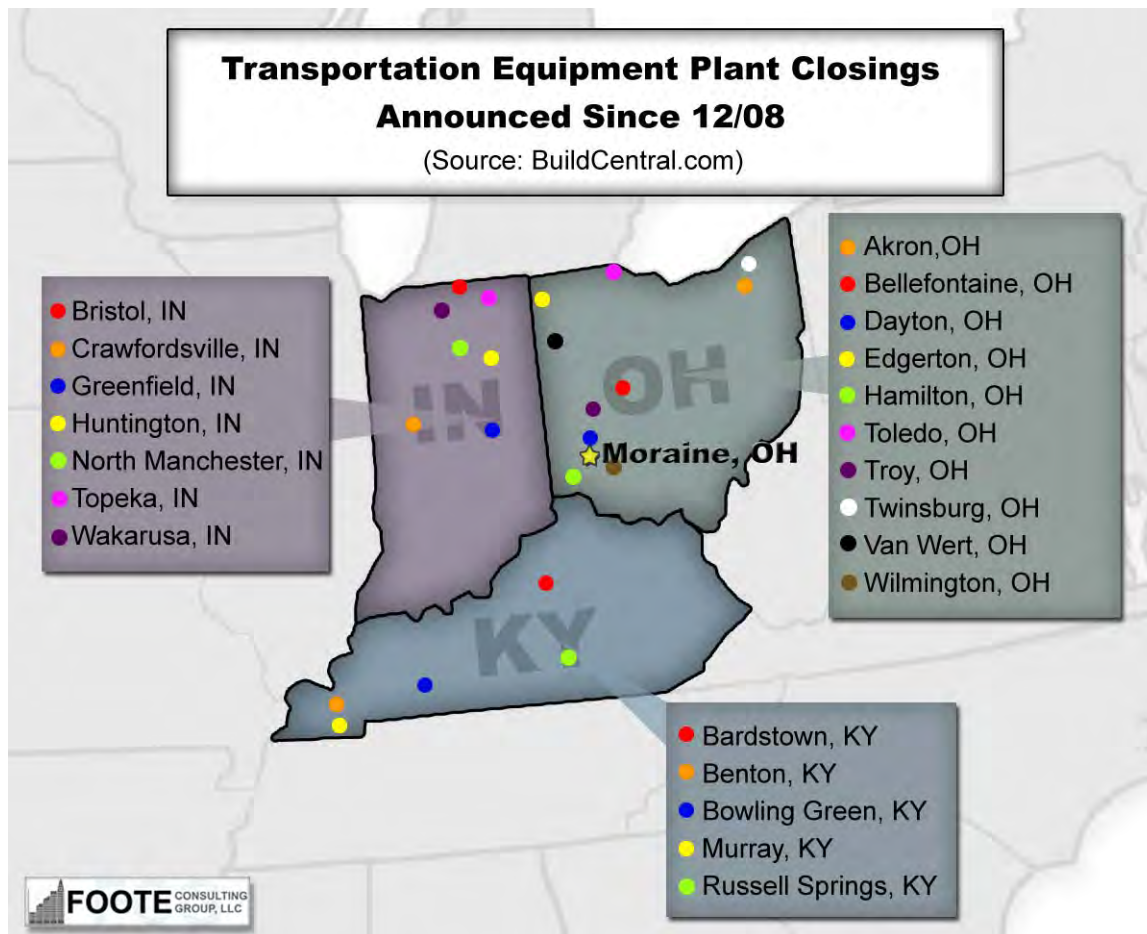 Transportation Equipment Plant Closings
Announced Since 12/08
(Source: BuildCentral.com)
Bristol, IN
Crawfordsville, IN
Greenfield, IN
Huntington, IN
North Manchester, IN
Topeka, IN
Wakarusa, IN
IN
OH
Moraine, OH
KY
Akron,OH
Bellefontaine, OH
Dayton, OH
Edgerton, OH
Hamilton, OH
Toledo, OH
Troy, OH
Twinsburg, OH
Van Wert, OH
Wilmington, OH
Bardstown, KY
Benton, KY
Bowling Green, KY
Murray, KY
Russell Springs, KY
FOOTE CONSULTING
GROUP, LLC